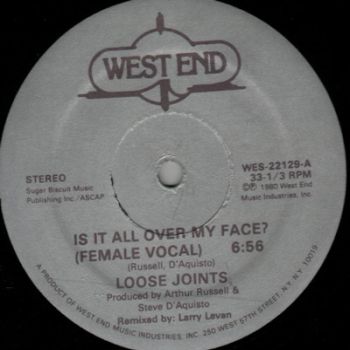 WEST END
STEREO
Sugar Biscuit Music
Publishing Inc./ASCAP
WES-22129-A
33-1/3 RPM
©℗ 1980 West End
Music Industries, Inc.
IS IT ALL OVER MY FACE?
(FEMALE VOCAL) 6:56
(Russell, D'Aquisto)
LOOSE JOINTS
Produced by Arthur Russell &
Steve D'Aquisto
Remixed by: Larry Levan
A PRODUCT OF WEST END MUSIC INDUSTRIES, INC. 250 WEST 57TH STREET, N.Y. N.Y. 10019